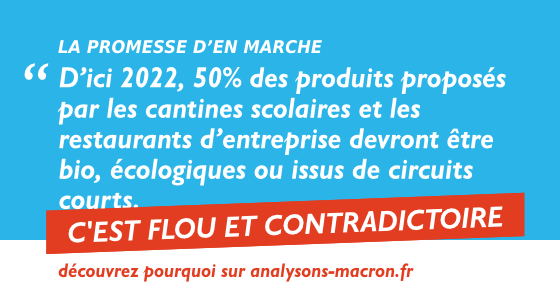 LA PROMESSE D'EN MARCHE
“ D'ici 2022, 50% des produits proposés
par les cantines scolaires et les
restaurants d'entreprise devront être
bio, écologiques ou issus de circuits
courts.
C'EST FLOU ET CONTRADICTOIRE
découvrez pourquoi sur analysons-macron.fr